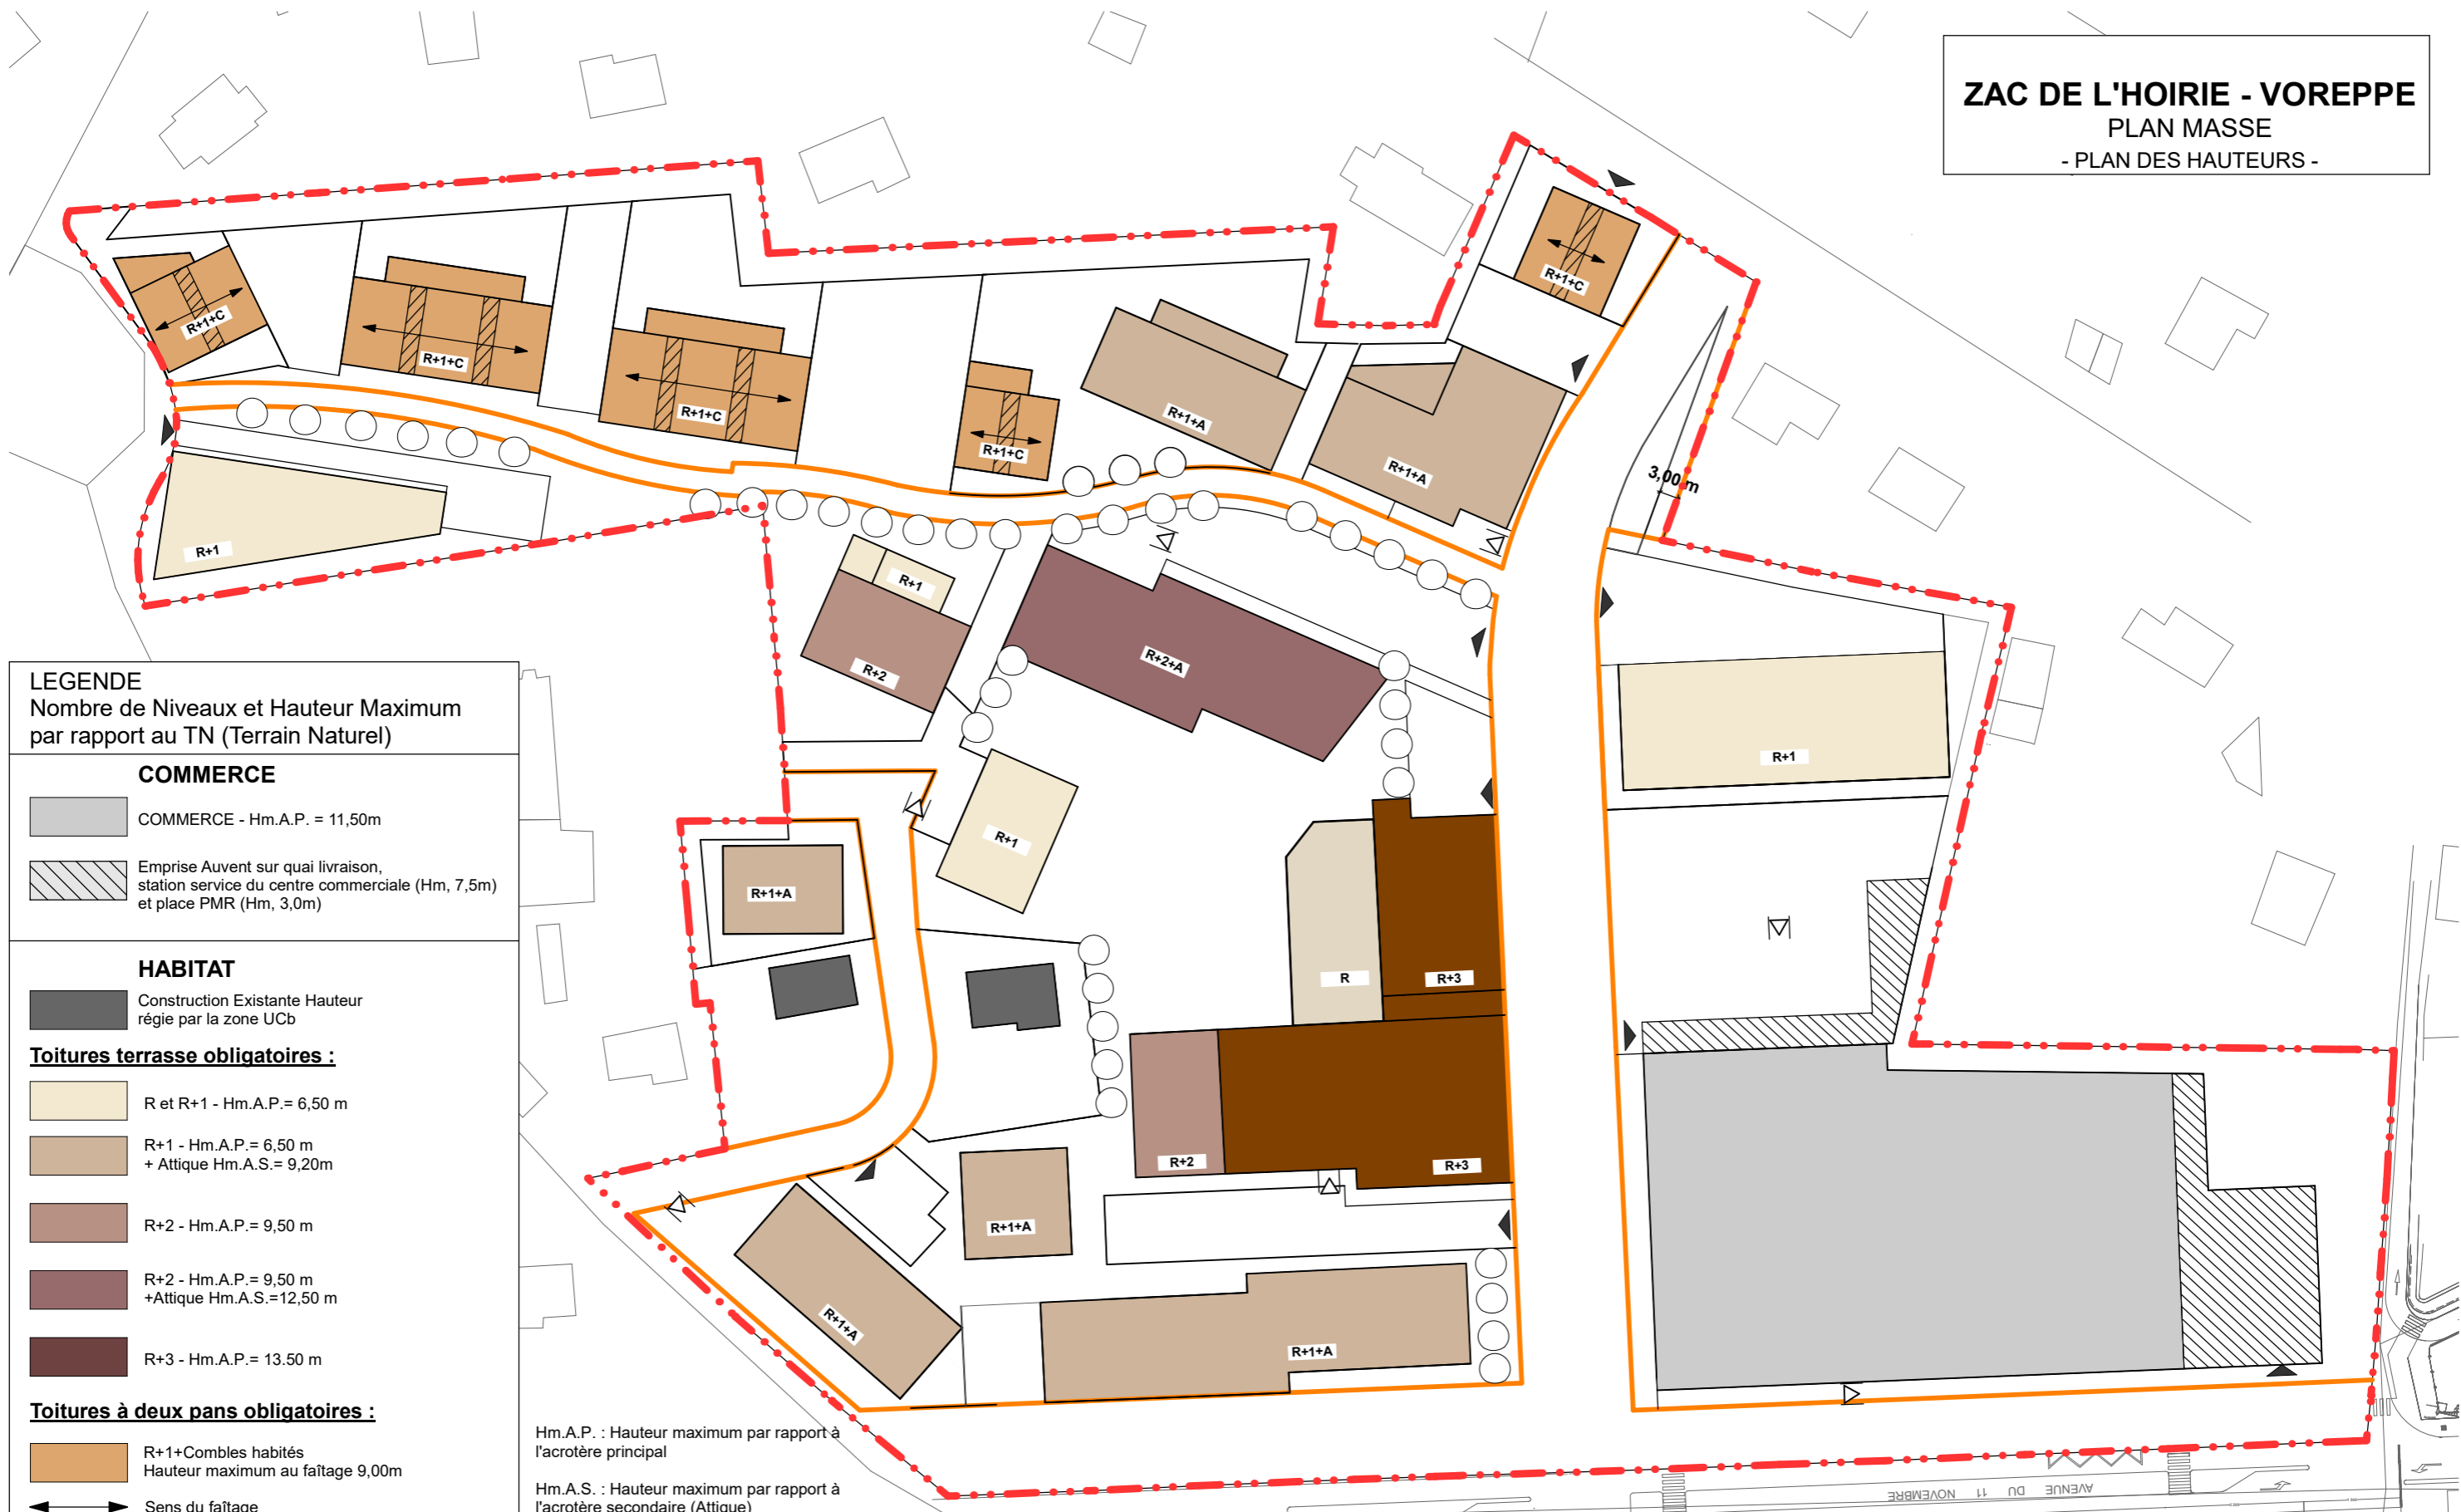 ZAC DE L'HOIRIE - VOREPPE
PLAN MASSE
- PLAN DES HAUTEURS -
R+1+C
R+1+C
R+1+C
R+1+C
R+1+C
R+1+A
R+1+A
3,00 m
R+1
R+1
R+2
R+2+A
R+1
R+1
R+1+A
R
R+3
R+2
R+3
R+1+A
R+1+A
R+1+A
LEGENDE
Nombre de Niveaux et Hauteur Maximum
par rapport au TN (Terrain Naturel)
COMMERCE
COMMERCE - Hm.A.P. = 11,50m
Emprise Auvent sur quai livraison,
station service du centre commerciale (Hm, 7,5m)
et place PMR (Hm, 3,0m)
HABITAT
Construction Existante Hauteur
régie par la zone UCb
Toitures terrasse obligatoires :
R et R+1 - Hm.A.P.= 6,50 m
R+1 - Hm.A.P.= 6,50 m
+ Attique Hm.A.S.= 9,20m
R+2 - Hm.A.P.= 9,50 m
R+2 - Hm.A.P.= 9,50 m
+Attique Hm.A.S.=12,50 m
R+3 - Hm.A.P.= 13.50 m
Toitures à deux pans obligatoires :
R+1+Combles habités
Hauteur maximum au faîtage 9,00m
Sens du faîtage
Hm.A.P. : Hauteur maximum par rapport à
l'acrotère principal
Hm.A.S. : Hauteur maximum par rapport à
l'acrotère secondaire (Attique)
AVENUE DU 11 NOVEMBRE